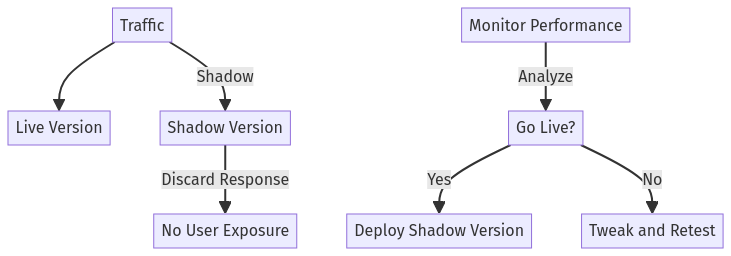 Traffic
Monitor Performance
Shadow
Analyze
Live Version
Shadow Version
Go Live?
Discard Response
Yes
No
No User Exposure
Deploy Shadow Version
Tweak and Retest